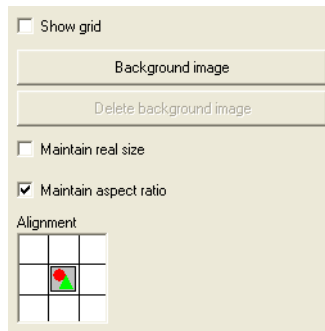 Show grid
Background image
Delete background image
Maintain real size
Maintain aspect ratio
Alignment